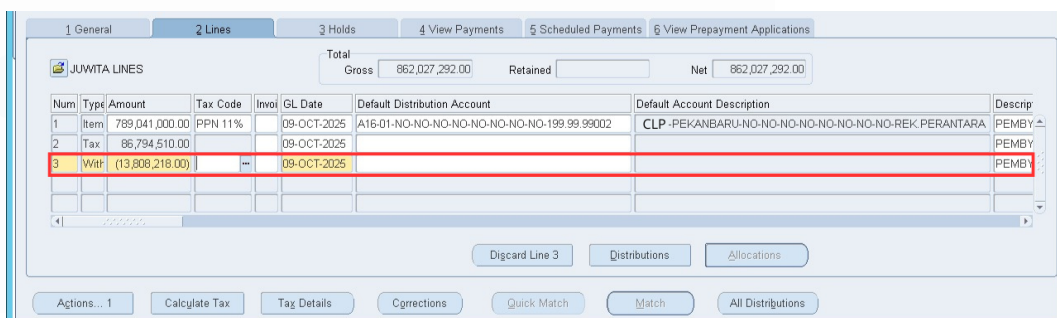 1 General 2 Lines 3 Holds 4 View Payments 5 Scheduled Payments 6 View Prepayment Applications
Total
JUWITA LINES Gross 862,027,292.00 Retained Net 862,027,292.00
Num Type Amount Tax Code Invoi GL Date Default Distribution Account Default Account Description Descrip
1 Item 789,041,000.00 PPN 11% 09-OCT-2025 A16-01-NO-NO-NO-NO-NO-NO-NO-199.99.99002 CLP-PEKANBARU-NO-NO-NO-NO-NO-NO-NO-REK.PERANTARA PEMBY
2 Tax 86,794,510.00 09-OCT-2025 PEMBY
3 With (13,808,218.00) ... 09-OCT-2025 PEMBY
Discard Line 3 Distributions Allocations
Actions... 1 Calculate Tax Tax Details Corrections Quick Match Match All Distributions